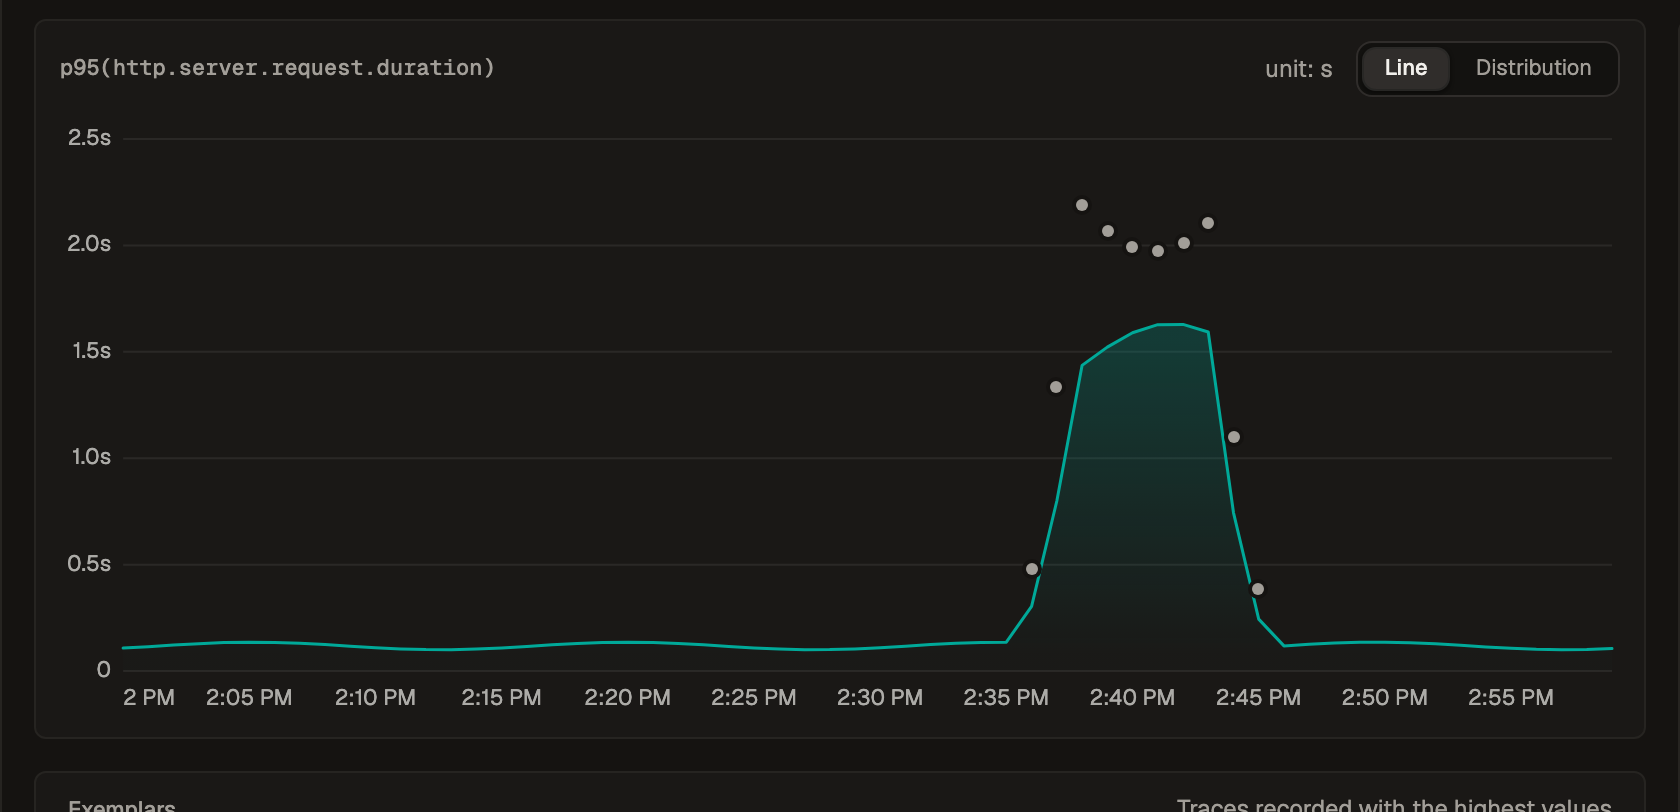 p95(http.server.request.duration)
unit: s
Line
Distribution
2.5s
2.0s
1.5s
1.0s
0.5s
0
2 PM
2:05 PM
2:10 PM
2:15 PM
2:20 PM
2:25 PM
2:30 PM
2:35 PM
2:40 PM
2:45 PM
2:50 PM
2:55 PM
Exemplars
Traces recorded with the highest values